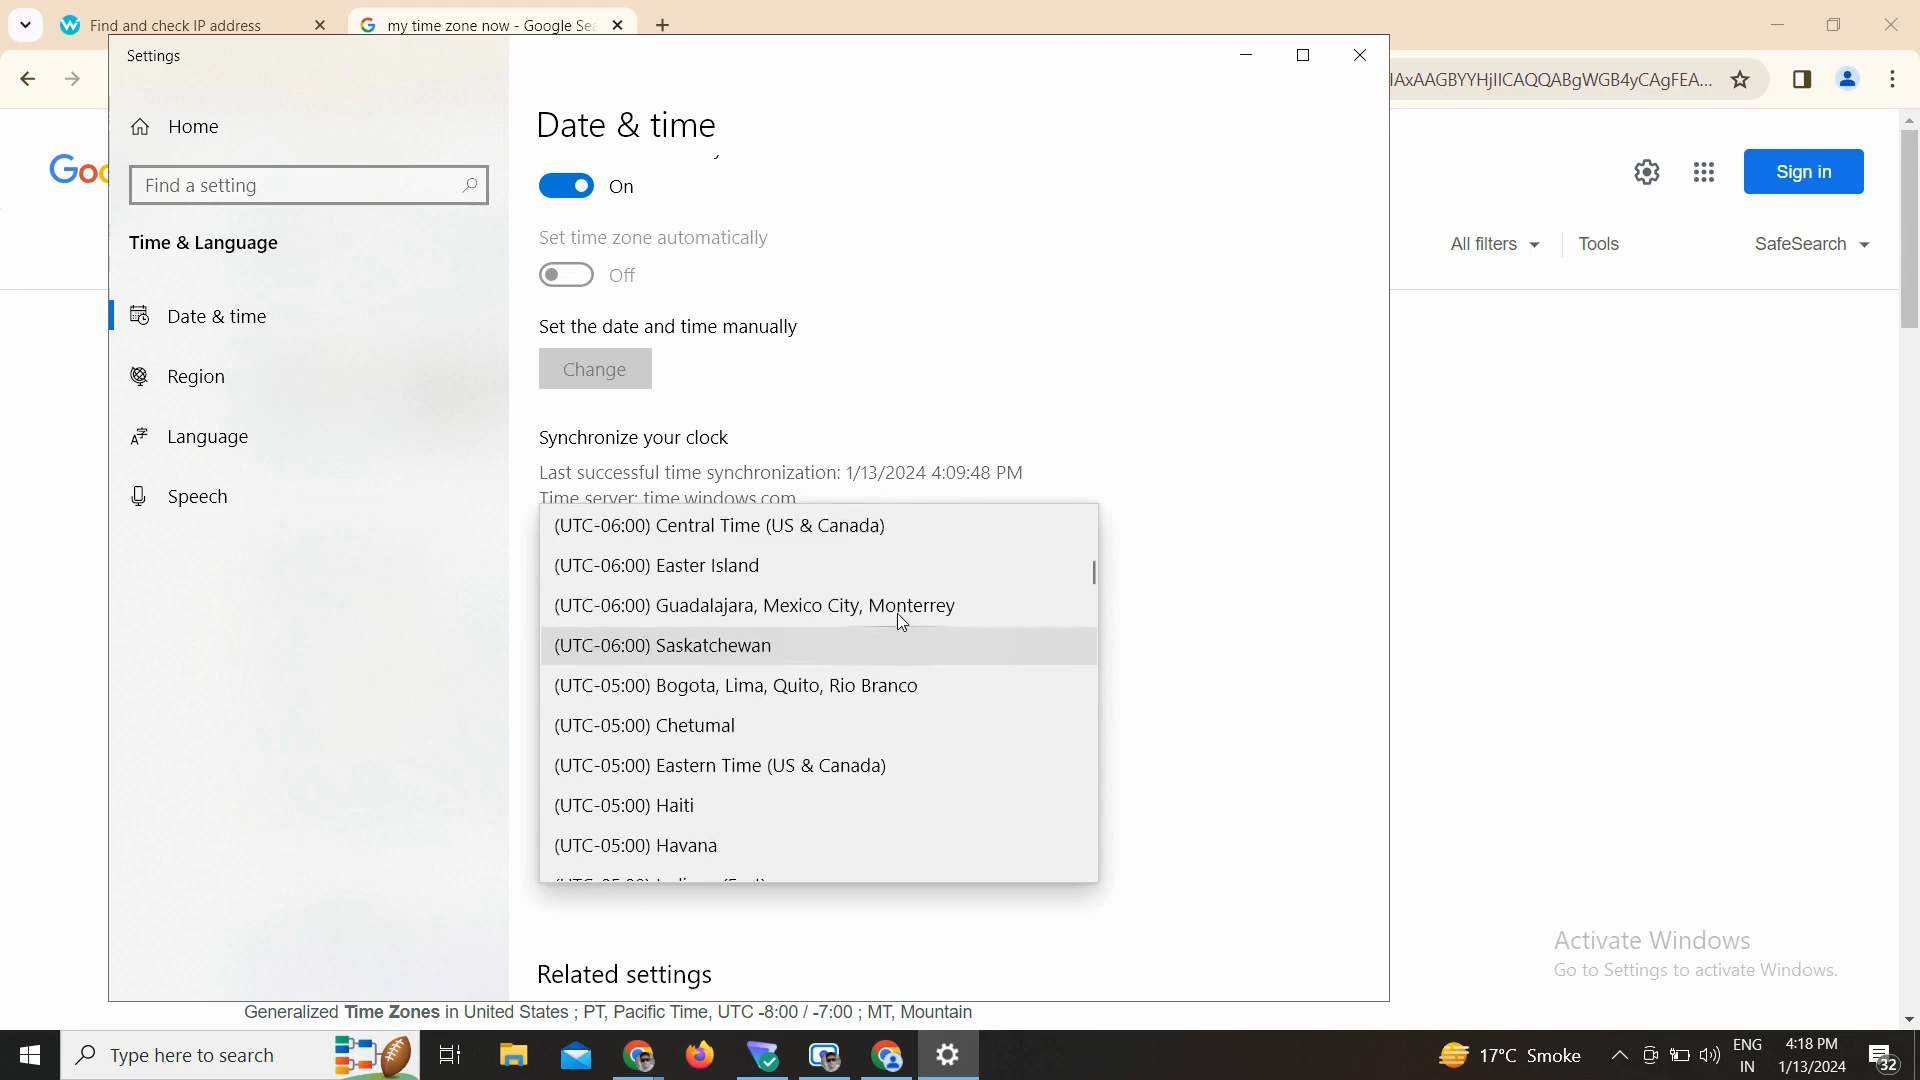 Find and check IP address
my time zone now - Google Sea
IAxAAGBYYHjIICAQQABgWGB4yCAgFEA...
Settings
Home
Find a setting
Time & Language
Date & time
Region
Language
Speech
Date & time
On
Set time zone automatically
Off
Set the date and time manually
Change
Synchronize your clock
Last successful time synchronization: 1/13/2024 4:09:48 PM
Time server: time.windows.com
(UTC-06:00) Central Time (US & Canada)
(UTC-06:00) Easter Island
(UTC-06:00) Guadalajara, Mexico City, Monterrey
(UTC-06:00) Saskatchewan
(UTC-05:00) Bogota, Lima, Quito, Rio Branco
(UTC-05:00) Chetumal
(UTC-05:00) Eastern Time (US & Canada)
(UTC-05:00) Haiti
(UTC-05:00) Havana
Related settings
Goo
Sign in
All filters
Tools
SafeSearch
Activate Windows
Go to Settings to activate Windows.
Generalized Time Zones in United States ; PT, Pacific Time, UTC -8:00 / -7:00 ; MT, Mountain
Type here to search
17°C Smoke
ENG
IN
4:18 PM
1/13/2024
32